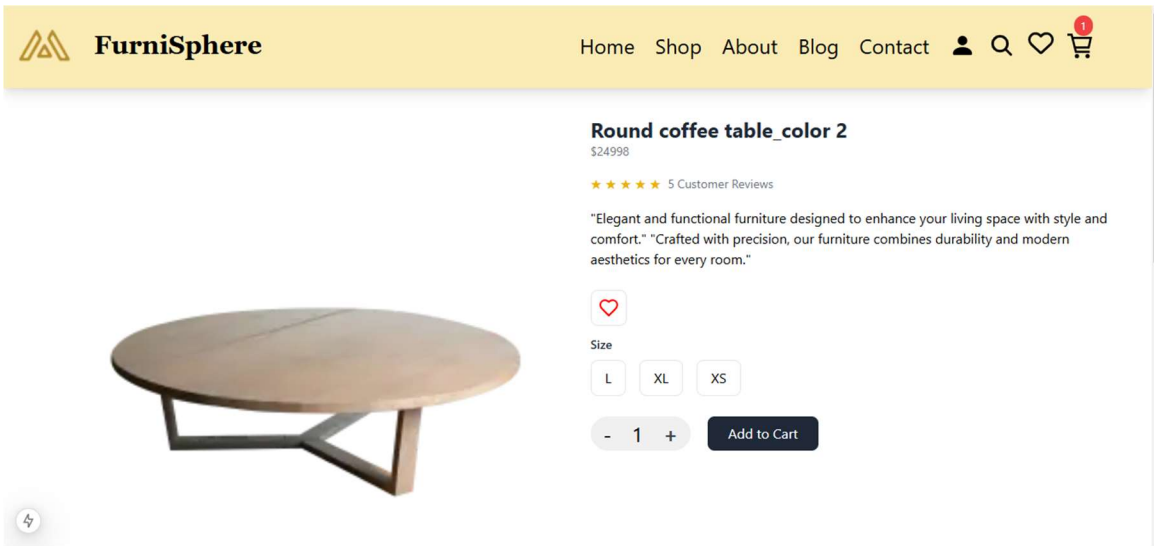 FurniSphere
Home Shop About Blog Contact
1
Round coffee table_color 2
$24998
5 Customer Reviews
"Elegant and functional furniture designed to enhance your living space with style and
comfort." "Crafted with precision, our furniture combines durability and modern
aesthetics for every room."
Size
L XL XS
- 1 + Add to Cart